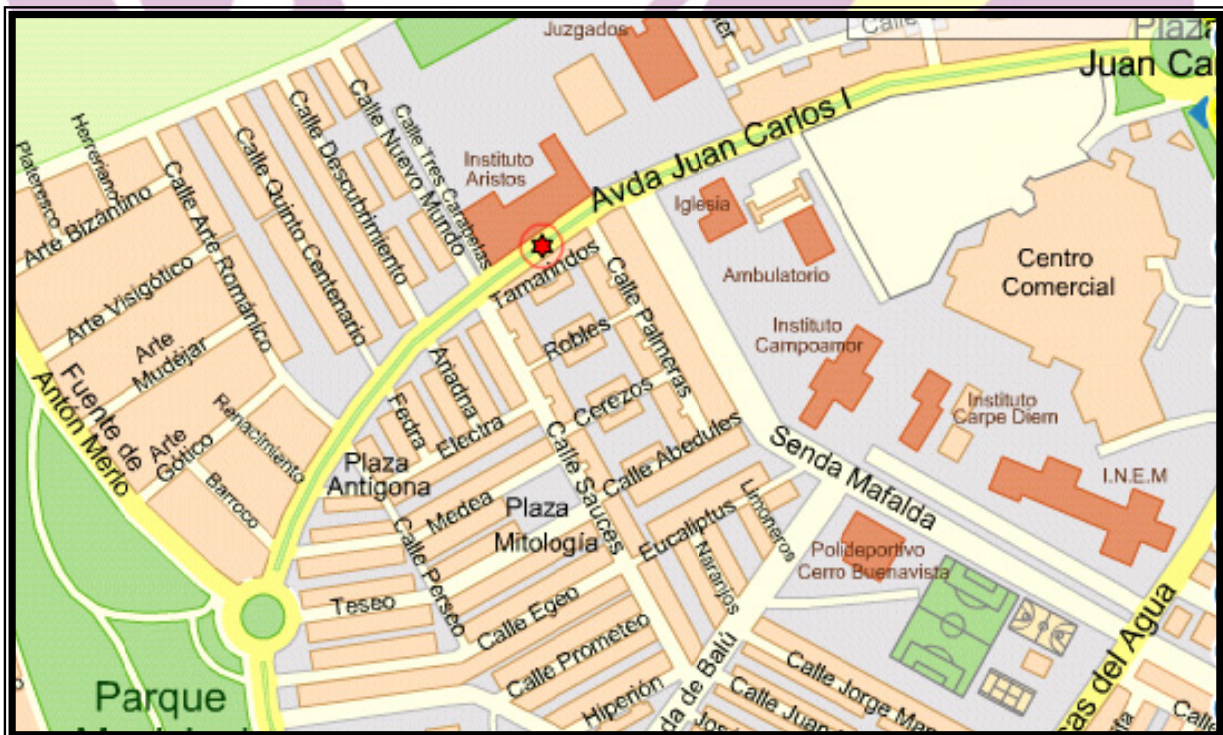 Calle
Plaza
Juan Ca
Juzgados
Avda Juan Carlos I
Instituto
Aristos
Iglesia
Ambulatorio
Centro
Comercial
Instituto
Campoamor
Instituto
Carpe Diem
I.N.E.M
Polideportivo
Cerro Buenavista
Senda Mafalda
Plateresco
Herreriano
Arte Bizantino
Arte Visigótico
Arte
Mudéjar
Arte
Gótico
Calle Arte Románico
Renacimiento
Barroco
Calle Quinto Centenario
Calle Descubrimiento
Calle Nuevo Mundo
Calle Tres Carabelas
Fuente de
Antón Merlo
Tamarindos
Robles
Cerezos
Calle Palmeras
Calle Abedules
Calle Sauces
Ariadna
Fedra
Electra
Plaza
Antígona
Medea
Plaza
Mitología
Eucaliptus
Limoneros
Naranjos
Teseo
Calle Perseo
Calle Egeo
Calle Prometeo
Hiperión
da de Balú
Calle Jorge Man
Calle Juan
as del Agua
Parque